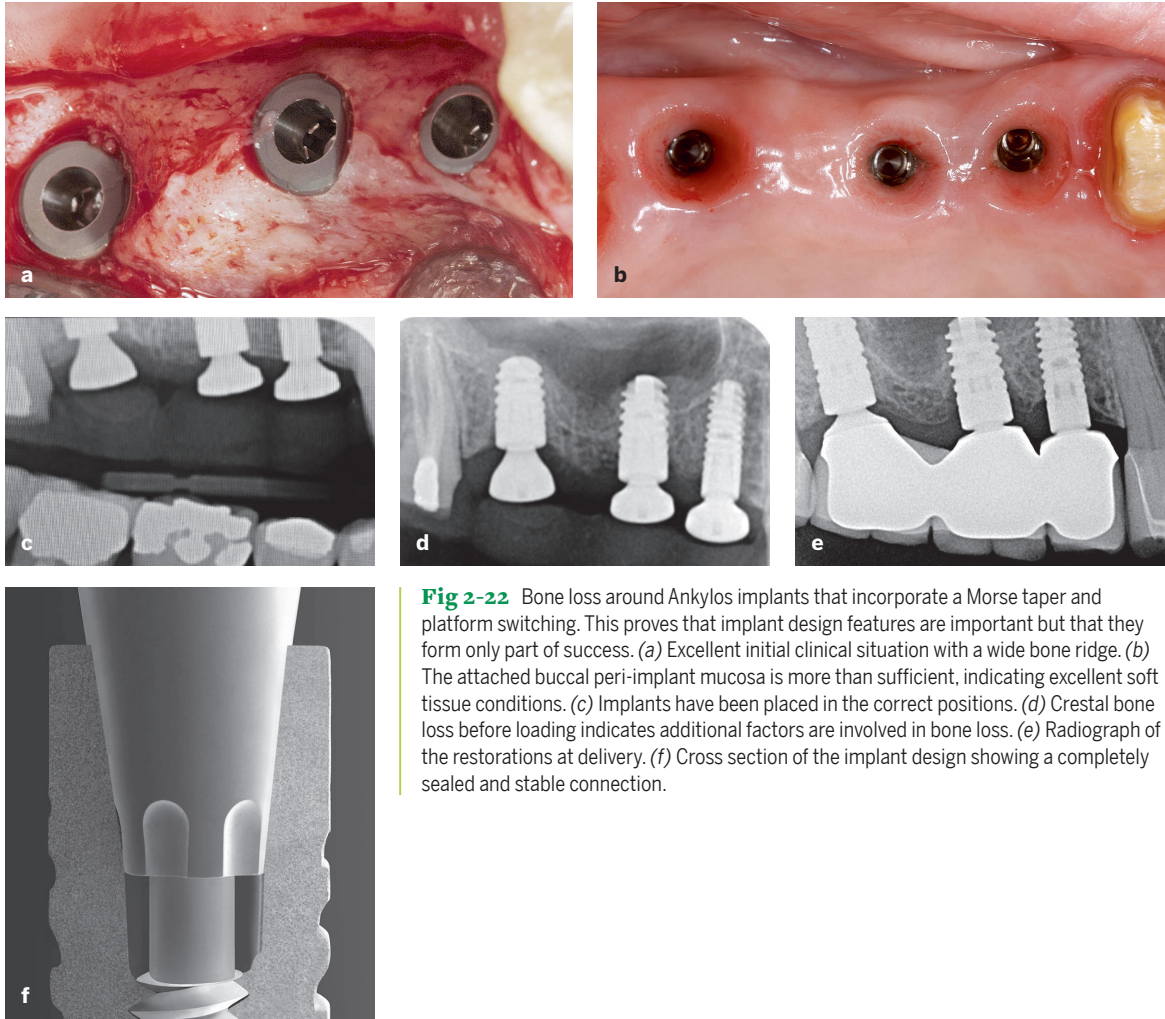 a
b
c
d
e
Fig 2-22 Bone loss around Ankylos implants that incorporate a Morse taper and
platform switching. This proves that implant design features are important but that they
form only part of success. (a) Excellent initial clinical situation with a wide bone ridge. (b)
The attached buccal peri-implant mucosa is more than sufficient, indicating excellent soft
tissue conditions. (c) Implants have been placed in the correct positions. (d) Crestal bone
loss before loading indicates additional factors are involved in bone loss. (e) Radiograph of
the restorations at delivery. (f) Cross section of the implant design showing a completely
sealed and stable connection.
f